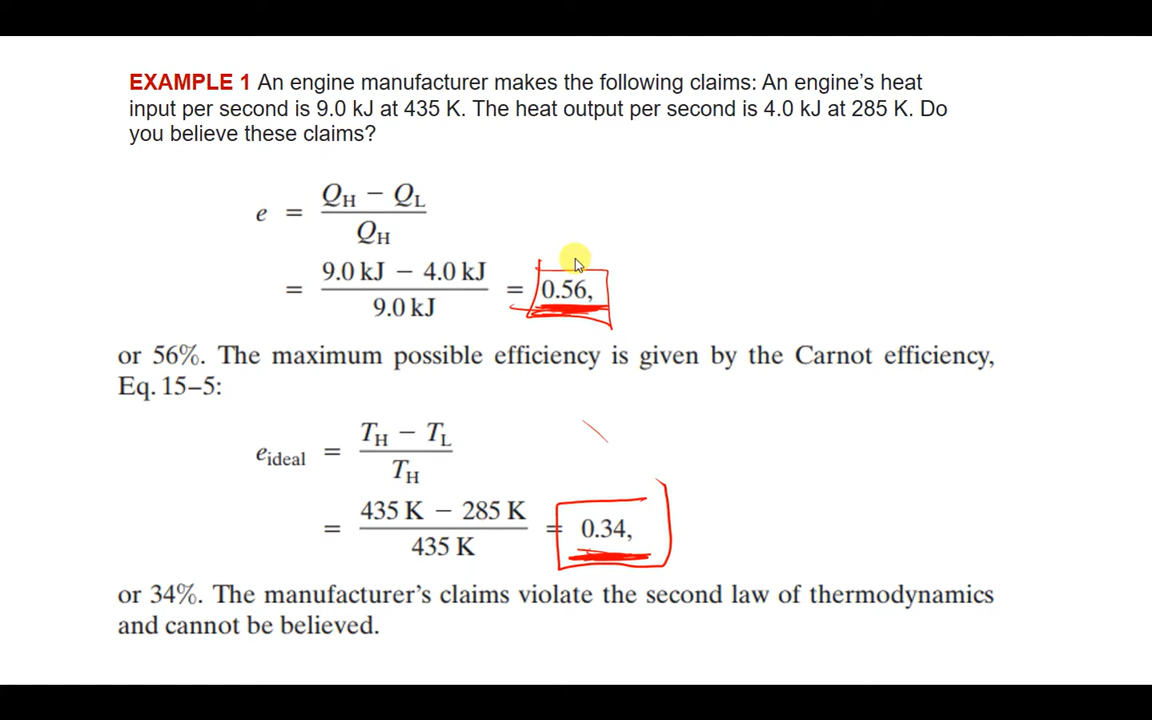 EXAMPLE 1 An engine manufacturer makes the following claims: An engine's heat
input per second is 9.0 kJ at 435 K. The heat output per second is 4.0 kJ at 285 K. Do
you believe these claims?
e = (Q_H − Q_L) / Q_H
= (9.0 kJ − 4.0 kJ) / 9.0 kJ = 0.56,
or 56%. The maximum possible efficiency is given by the Carnot efficiency,
Eq. 15–5:
e_ideal = (T_H − T_L) / T_H
= (435 K − 285 K) / 435 K = 0.34,
or 34%. The manufacturer's claims violate the second law of thermodynamics
and cannot be believed.